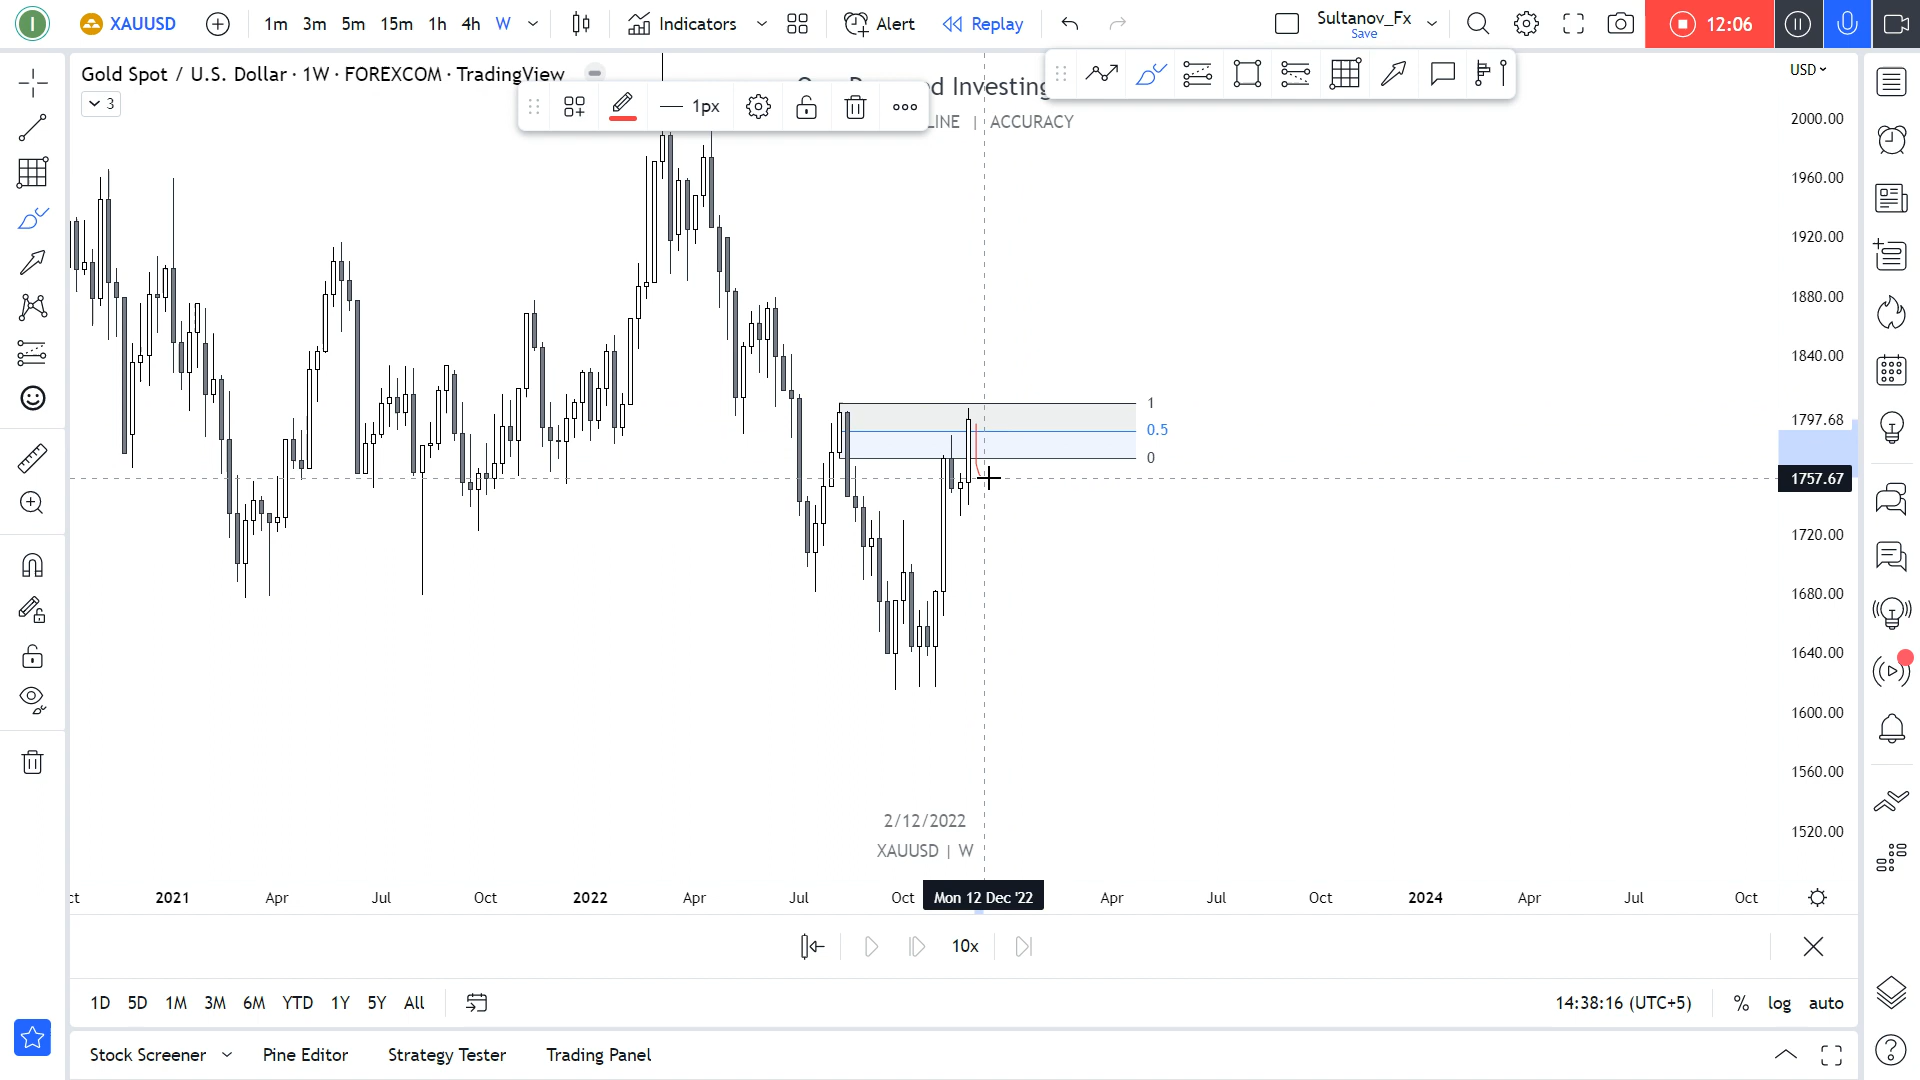 XAUUSD
1m 3m 5m 15m 1h 4h W
Indicators
Alert
Replay
Sultanov_Fx
Save
12:06
Gold Spot / U.S. Dollar · 1W · FOREXCOM · TradingView
3
1px
d Investing
LINE | ACCURACY
USD
2000.00
1960.00
1920.00
1880.00
1840.00
1797.68
1757.67
1720.00
1680.00
1640.00
1600.00
1560.00
1520.00
1
0.5
0
2/12/2022
XAUUSD | W
ct 2021 Apr Jul Oct 2022 Apr Jul Oct Mon 12 Dec '22 Apr Jul Oct 2024 Apr Jul Oct
10x
1D 5D 1M 3M 6M YTD 1Y 5Y All
14:38:16 (UTC+5) % log auto
Stock Screener Pine Editor Strategy Tester Trading Panel